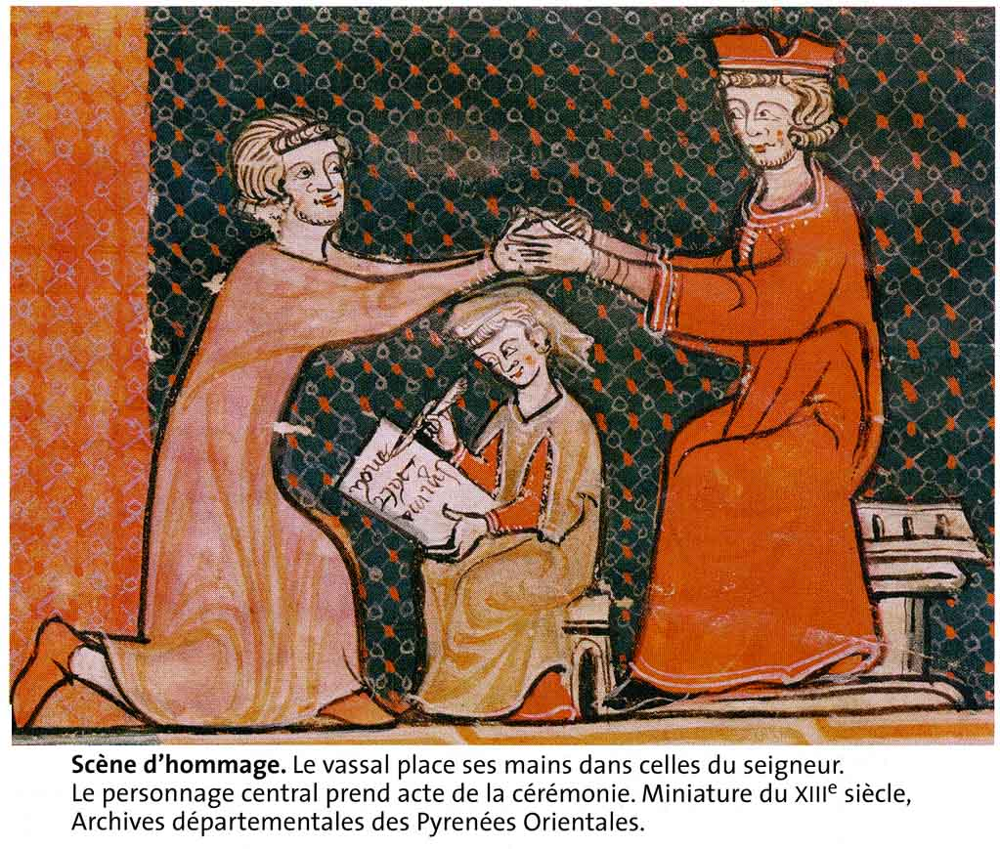 Scène d’hommage. Le vassal place ses mains dans celles du seigneur.
Le personnage central prend acte de la cérémonie. Miniature du XIIIe siècle,
Archives départementales des Pyrenées Orientales.